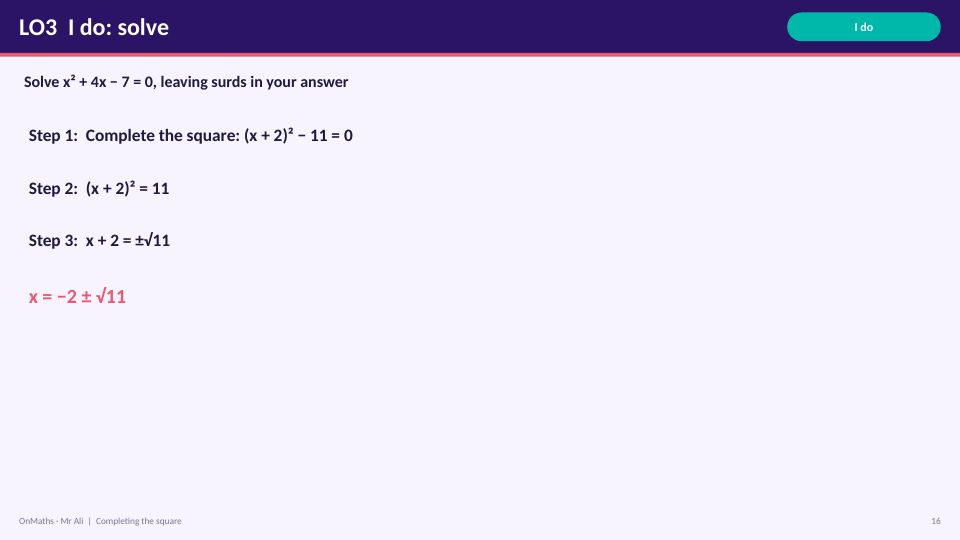 LO3  I do: solve
I do
Solve x² + 4x − 7 = 0, leaving surds in your answer
Step 1:  Complete the square: (x + 2)² − 11 = 0
Step 2:  (x + 2)² = 11
Step 3:  x + 2 = ±√11
x = −2 ± √11
OnMaths - Mr Ali  |  Completing the square
16